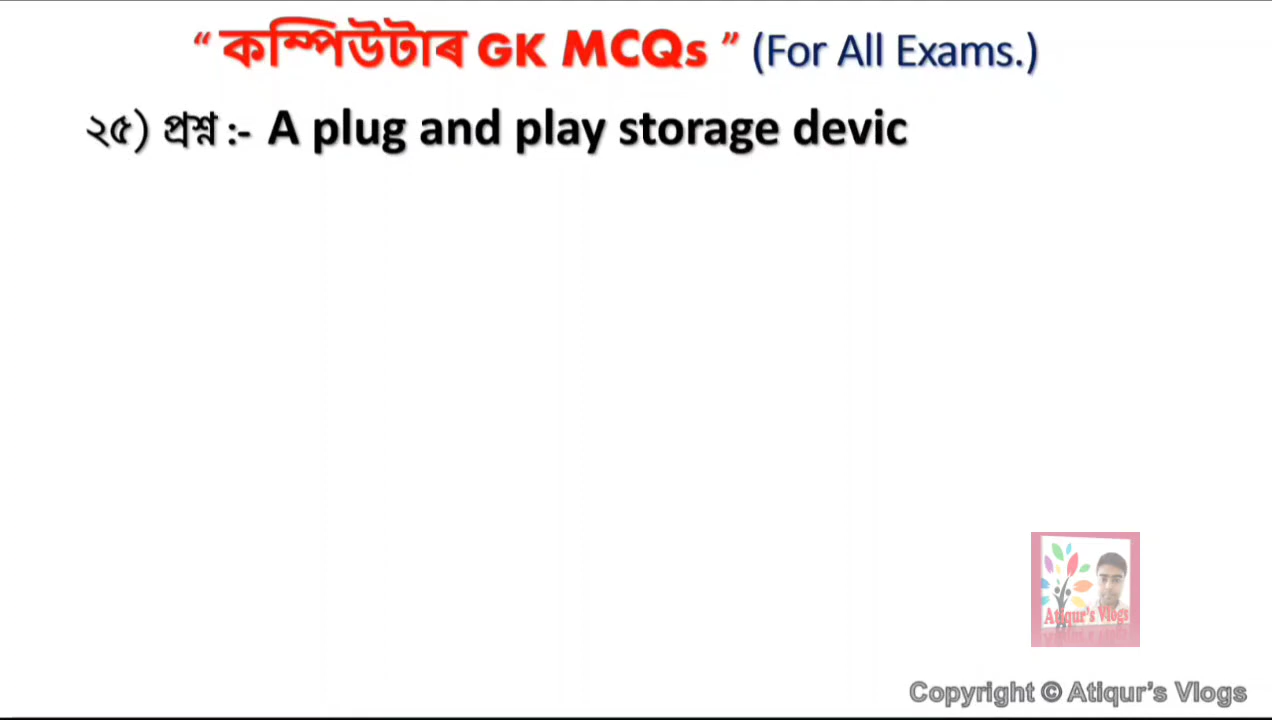 “ কম্পিউটাৰ GK MCQs ” (For All Exams.)
২৫) প্ৰশ্ন :- A plug and play storage devic
Atiqur's Vlogs
Copyright © Atiqur's Vlogs